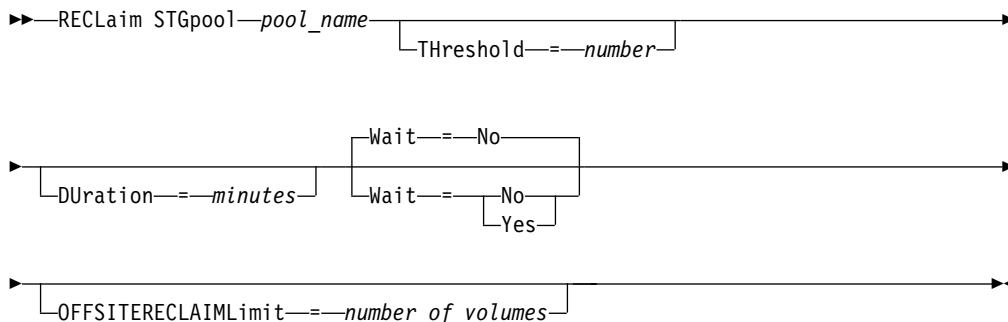 RECLaim STGpool pool_name
THreshold = number
Wait = No
DUration = minutes Wait = No
Yes
OFFSITERECLAIMLimit = number of volumes